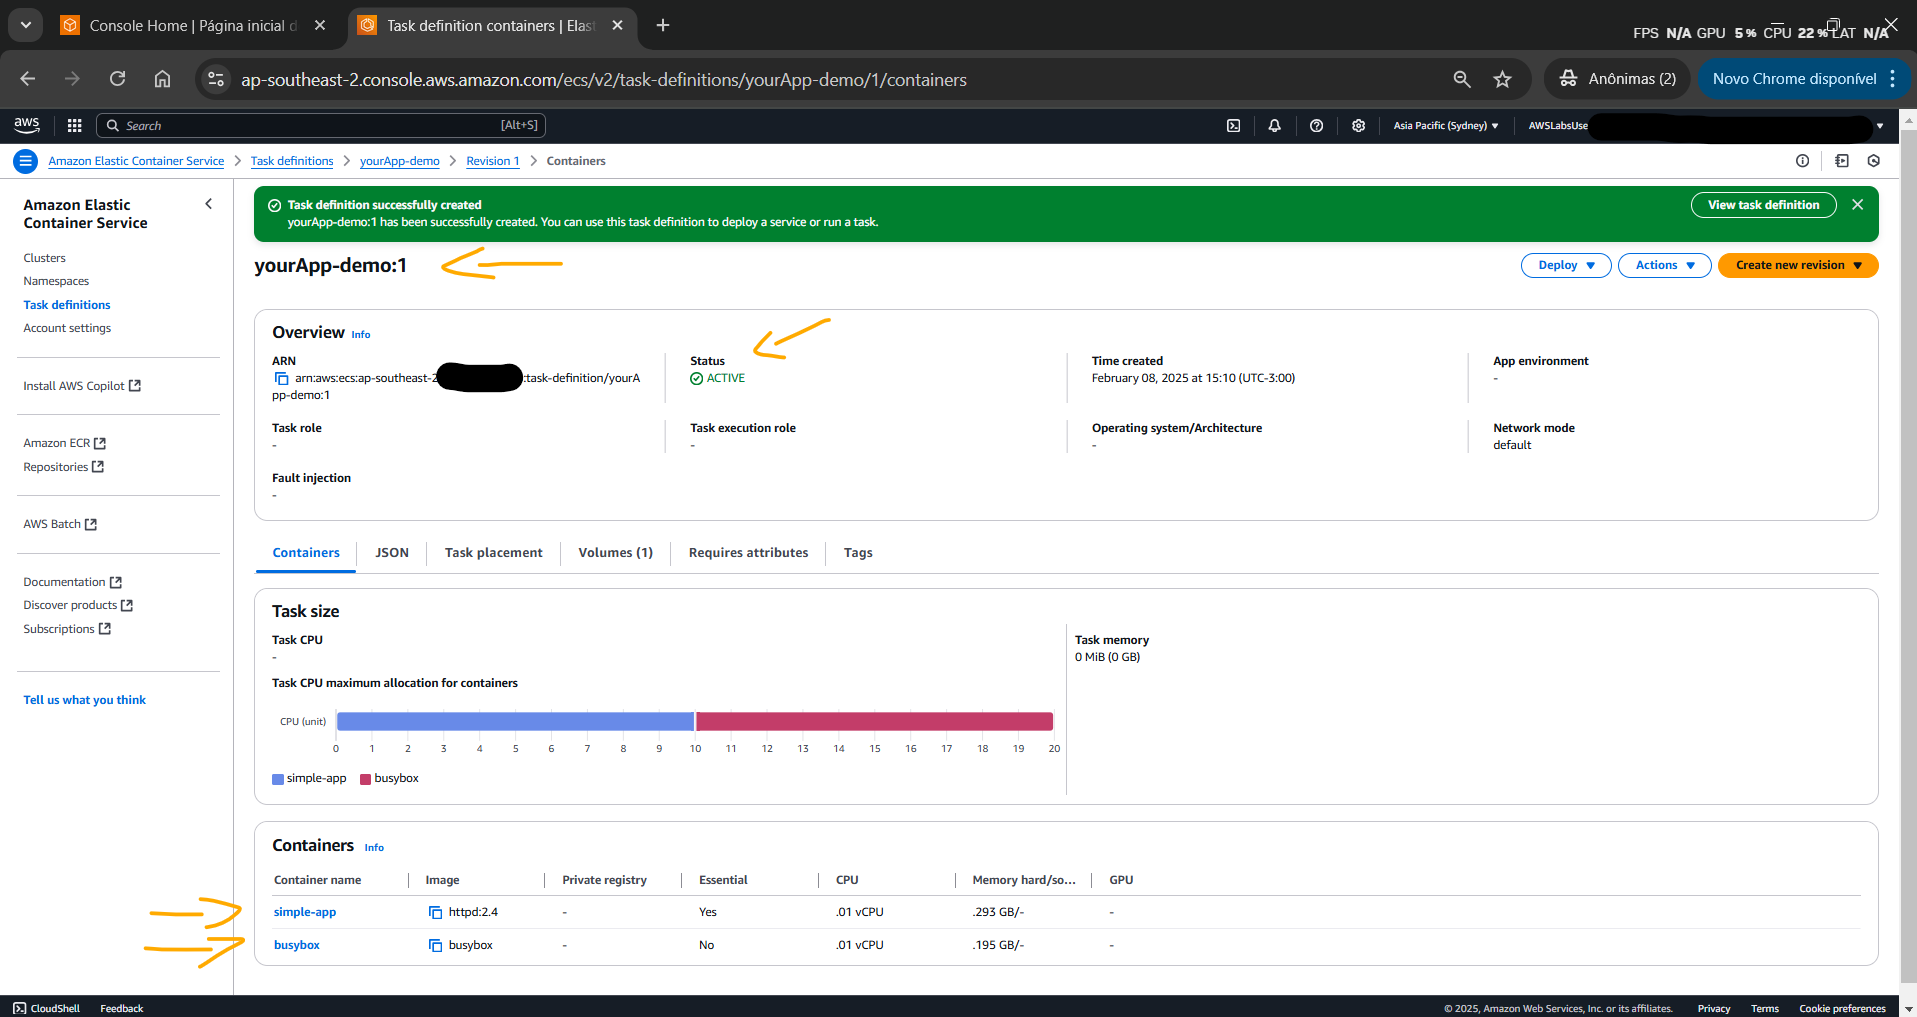 Console Home | Página inicial d
Task definition containers | Elas
FPS N/A GPU 5% CPU 22% LAT N/A
ap-southeast-2.console.aws.amazon.com/ecs/v2/task-definitions/yourApp-demo/1/containers
Anônimas (2)
Novo Chrome disponível
aws
Search
[Alt+S]
Asia Pacific (Sydney)
AWSLabsUse
Amazon Elastic Container Service
Task definitions
yourApp-demo
Revision 1
Containers
Amazon Elastic
Container Service
Clusters
Namespaces
Task definitions
Account settings
Install AWS Copilot
Amazon ECR
Repositories
AWS Batch
Documentation
Discover products
Subscriptions
Tell us what you think
Task definition successfully created
yourApp-demo:1 has been successfully created. You can use this task definition to deploy a service or run a task.
View task definition
yourApp-demo:1
Deploy
Actions
Create new revision
Overview Info
ARN
arn:aws:ecs:ap-southeast-2 :task-definition/yourA
pp-demo:1
Status
ACTIVE
Time created
February 08, 2025 at 15:10 (UTC-3:00)
App environment
-
Task role
-
Task execution role
-
Operating system/Architecture
-
Network mode
default
Fault injection
-
Containers
JSON
Task placement
Volumes (1)
Requires attributes
Tags
Task size
Task CPU
-
Task memory
0 MiB (0 GB)
Task CPU maximum allocation for containers
CPU (unit)
0 1 2 3 4 5 6 7 8 9 10 11 12 13 14 15 16 17 18 19 20
simple-app busybox
Containers Info
Container name Image Private registry Essential CPU Memory hard/so... GPU
simple-app httpd:2.4 - Yes .01 vCPU .293 GB/- -
busybox busybox - No .01 vCPU .195 GB/- -
CloudShell
Feedback
© 2025, Amazon Web Services, Inc. or its affiliates.
Privacy
Terms
Cookie preferences